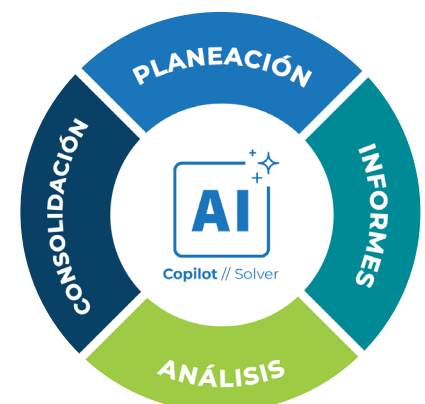 PLANEACIÓN
INFORMES
ANÁLISIS
CONSOLIDACIÓN
AI
Copilot // Solver